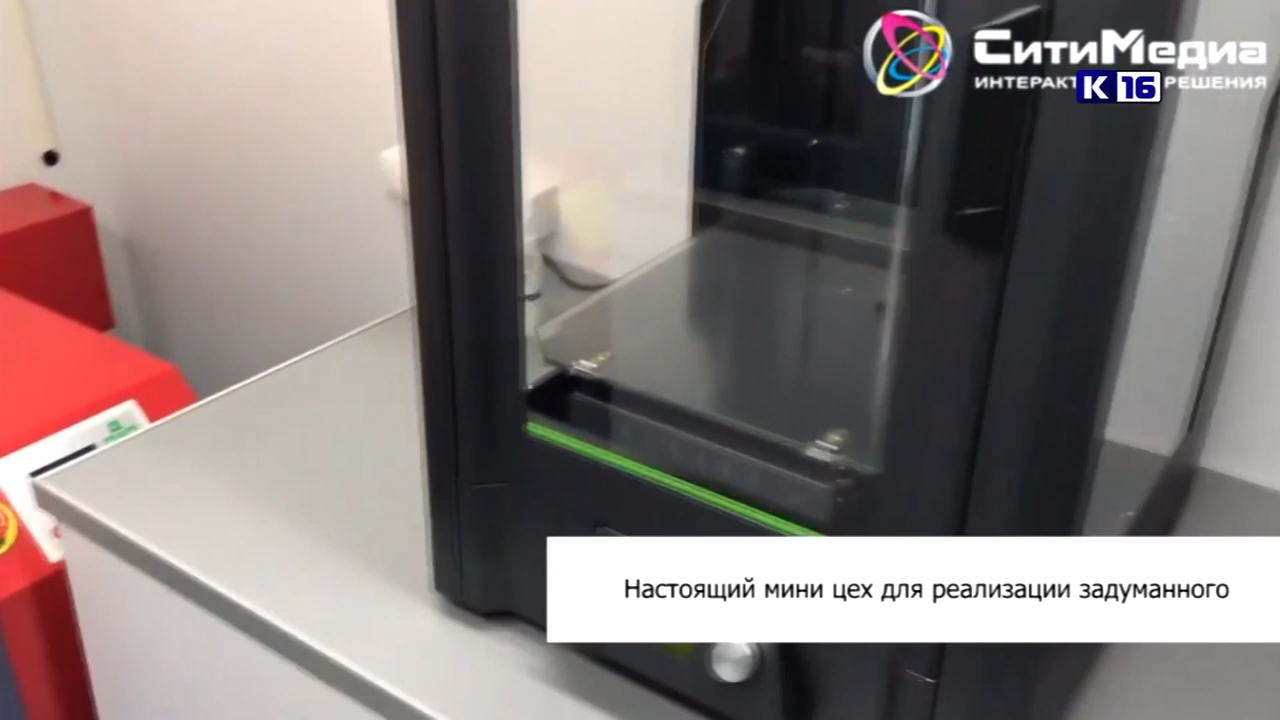 СитиМедиа
ИНТЕРАКТ РЕШЕНИЯ
К 16
Настоящий мини цех для реализации задуманного